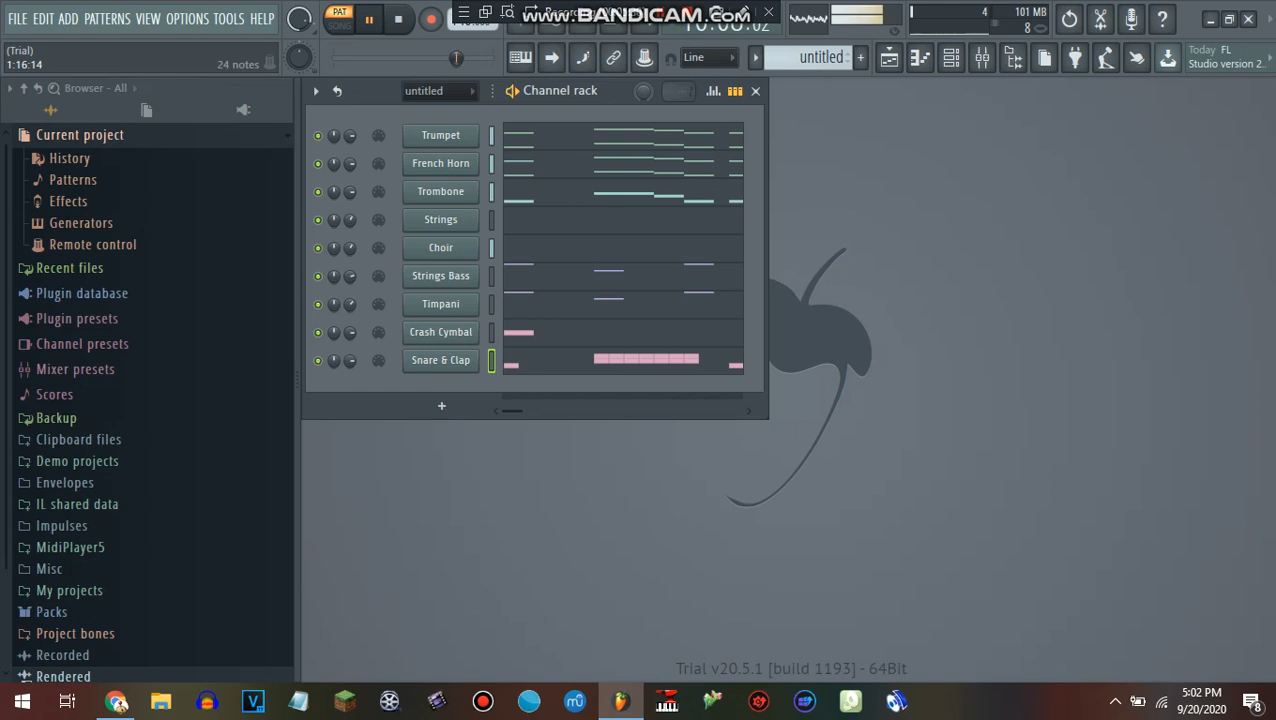 FILE EDIT ADD PATTERNS VIEW OPTIONS TOOLS HELP
PAT
SONG
www.BANDICAM.com
4
101 MB
8
(Trial)
1:16:14
24 notes
Line
untitled
Today FL
Studio version 2...
Browser - All
Current project
History
Patterns
Effects
Generators
Remote control
Recent files
Plugin database
Plugin presets
Channel presets
Mixer presets
Scores
Backup
Clipboard files
Demo projects
Envelopes
IL shared data
Impulses
MidiPlayer5
Misc
My projects
Packs
Project bones
Recorded
Rendered
untitled
Channel rack
Trumpet
French Horn
Trombone
Strings
Choir
Strings Bass
Timpani
Crash Cymbal
Snare & Clap
+
Trial v20.5.1 [build 1193] - 64Bit
5:02 PM
9/20/2020
8